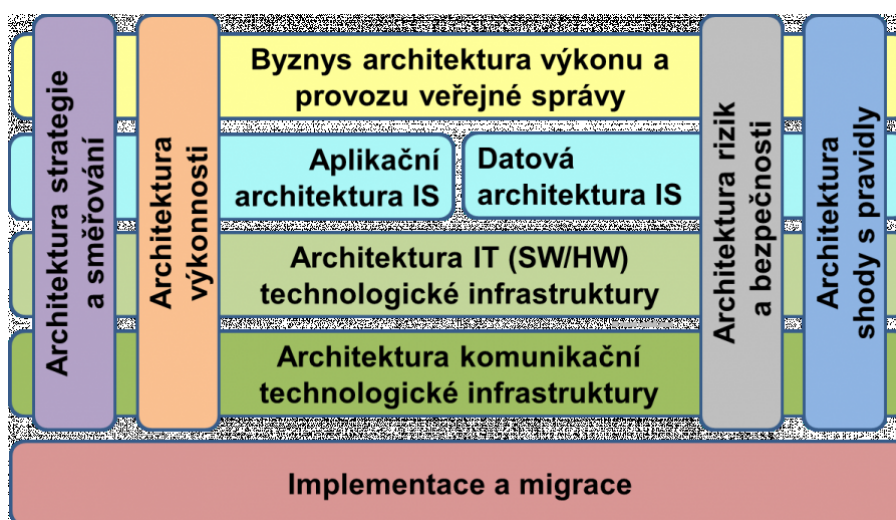 Architektura strategie
a směřování
Architektura
výkonnosti
Byznys architektura výkonu a
provozu veřejné správy
Aplikační
architektura IS
Datová
architektura IS
Architektura IT (SW/HW)
technologické infrastruktury
Architektura komunikační
technologické infrastruktury
Architektura rizik
a bezpečnosti
Architektura
shody s pravidly
Implementace a migrace